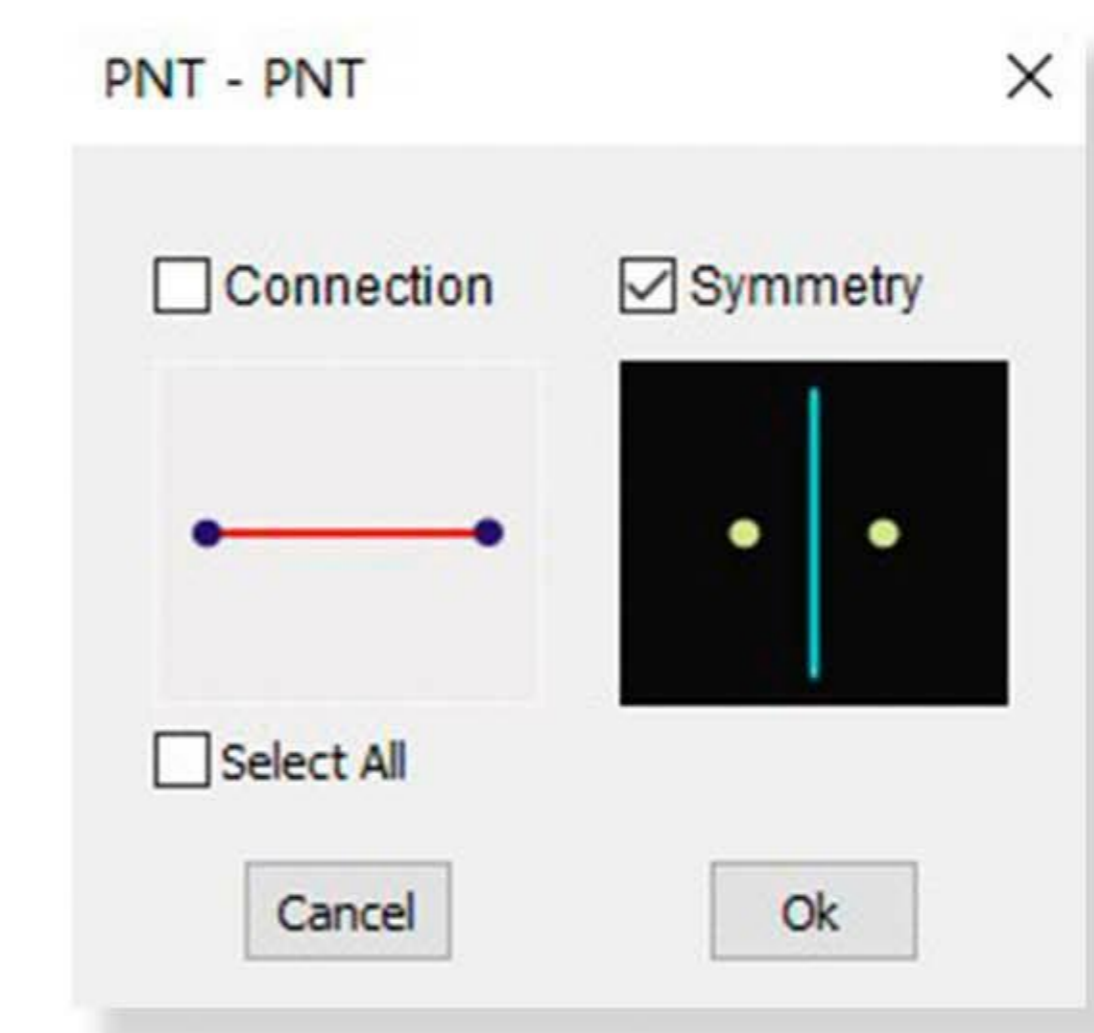 PNT - PNT
Connection
Symmetry
Select All
Cancel
Ok